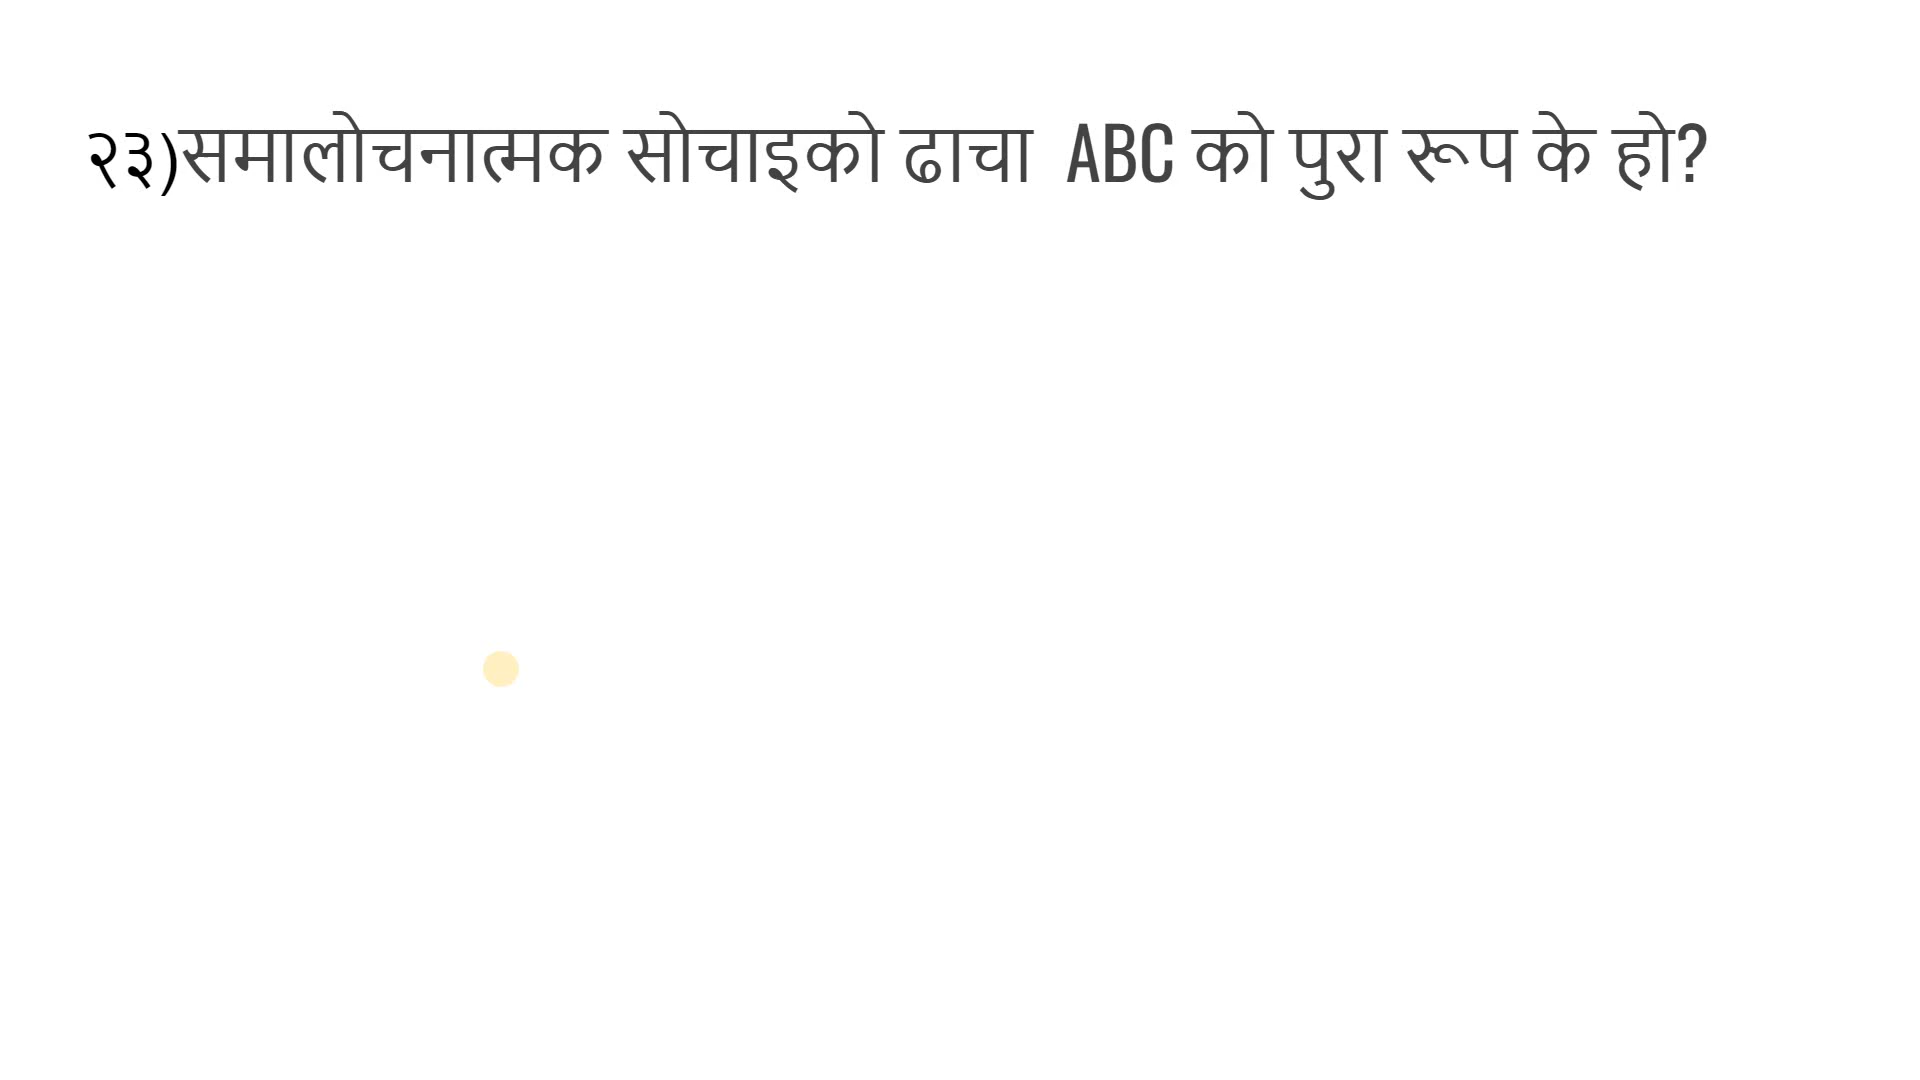 २३)समालोचनात्मक सोचाइको ढाचा  ABC को पुरा रूप के हो?